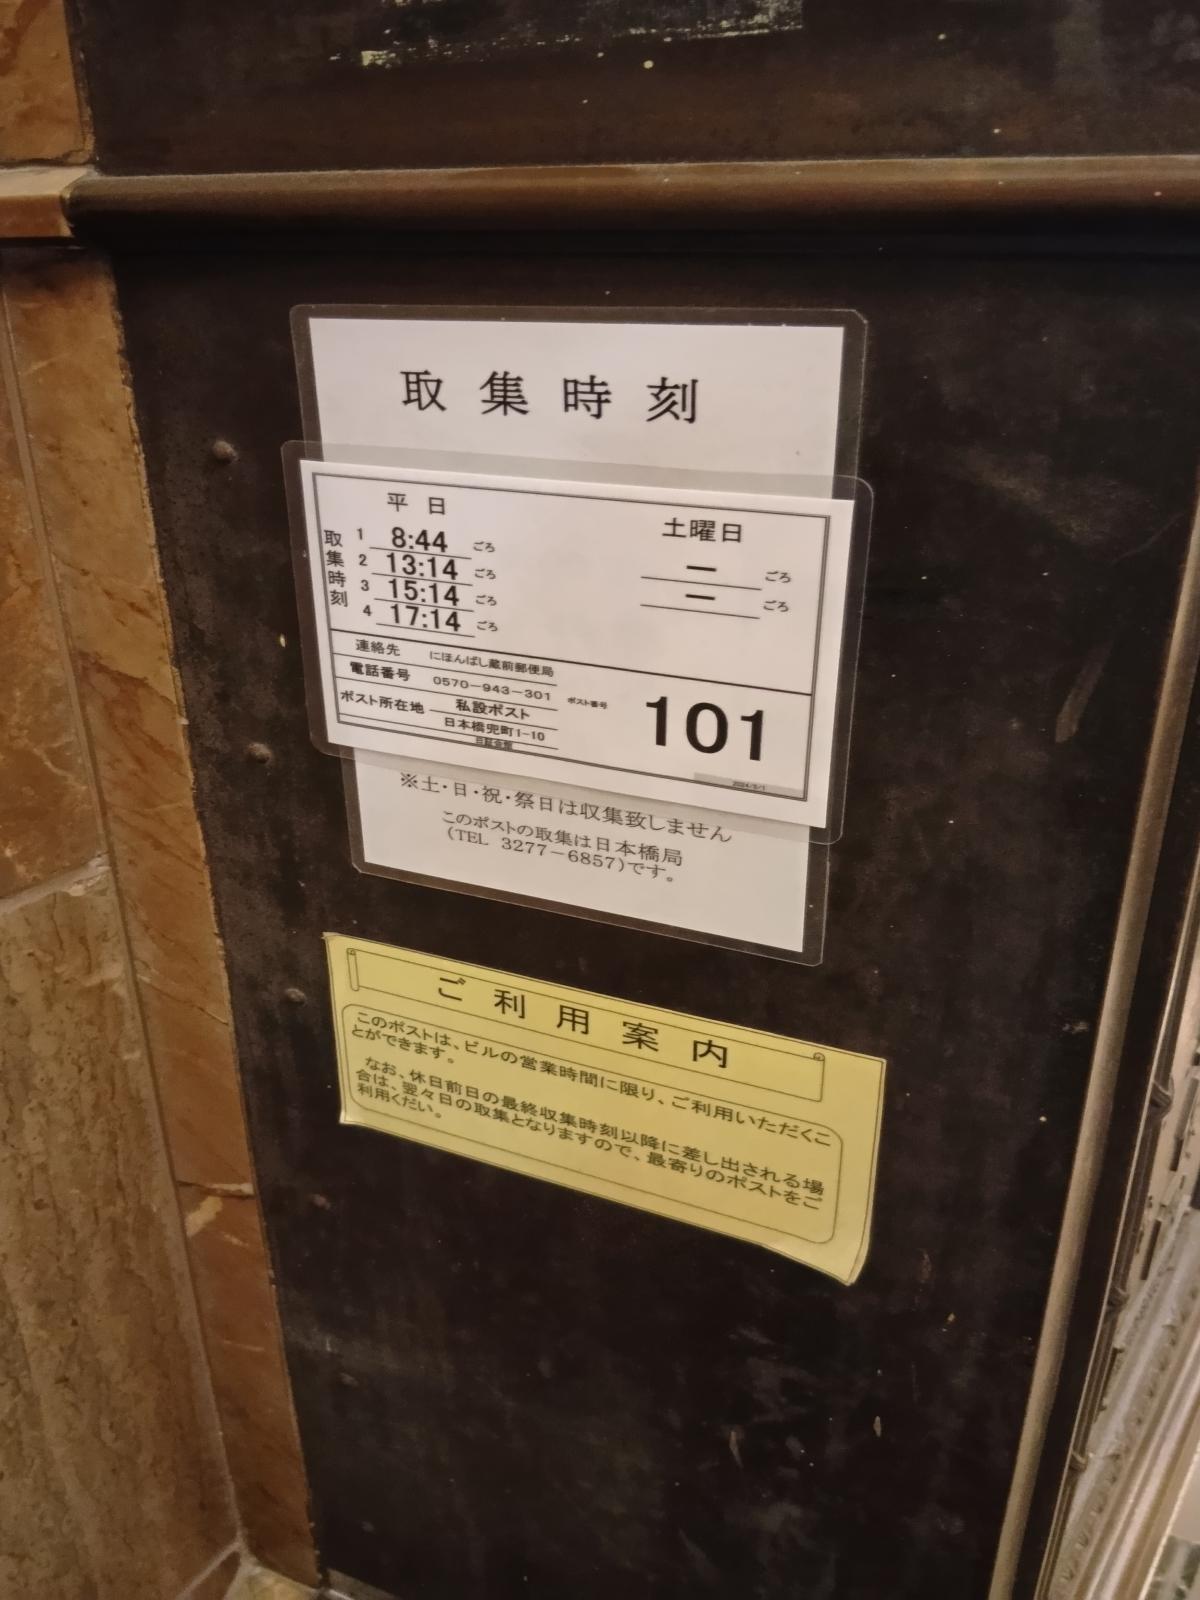 取集時刻
平日 土曜日
取集時刻
1 8:44 ごろ ー ごろ
2 13:14 ごろ ー ごろ
3 15:14 ごろ
4 17:14 ごろ
連絡先 にほんばし蔵前郵便局
電話番号 0570-943-301
ポスト番号 101
ポスト所在地 私設ポスト
日本橋兜町1-10
日証会館
2024/5/1
※土・日・祝・祭日は収集致しません
このポストの取集は日本橋局
(TEL 3277-6857)です。
ご利用案内
このポストは、ビルの営業時間に限り、ご利用いただくこ
とができます。
なお、休日前日の最終収集時刻以降に差し出される場
合は、翌々日の取集となりますので、最寄りのポストをご
利用くだい。